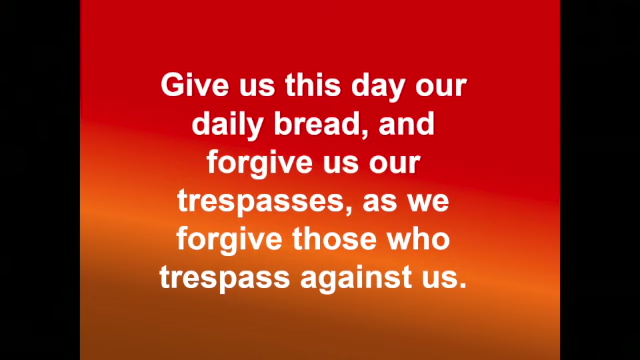 Give us this day our
daily bread, and
forgive us our
trespasses, as we
forgive those who
trespass against us.